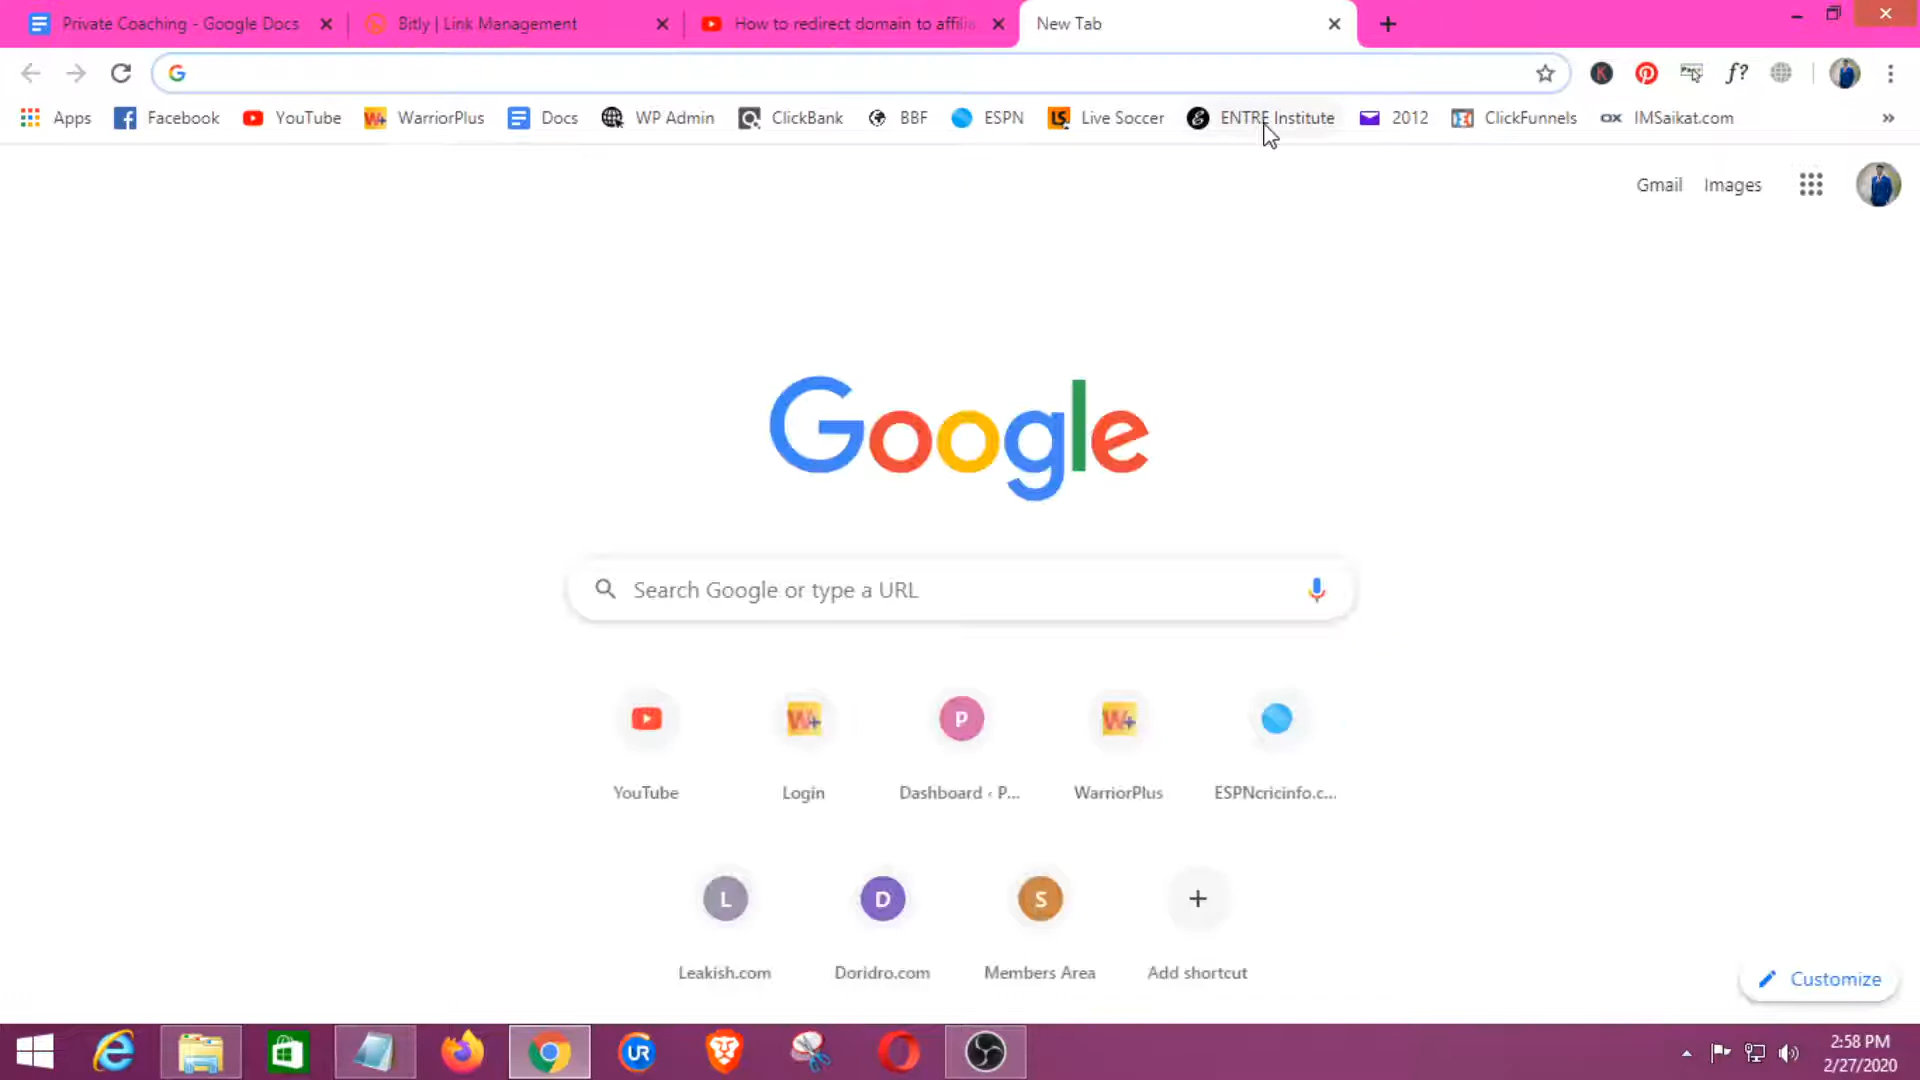 Private Coaching - Google Docs
Bitly | Link Management
How to redirect domain to affilia
New Tab
f?
Apps
Facebook
YouTube
WarriorPlus
Docs
WP Admin
ClickBank
BBF
ESPN
Live Soccer
ENTRE Institute
2012
ClickFunnels
IMSaikat.com
Gmail
Images
Google
Search Google or type a URL
YouTube
Login
P
Dashboard ‹ P...
WarriorPlus
ESPNcricinfo.c...
L
Leakish.com
D
Doridro.com
S
Members Area
Add shortcut
Customize
UR
2:58 PM
2/27/2020